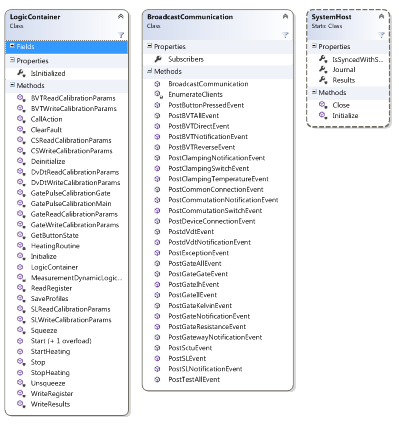 LogicContainer
Class
Fields
Properties
IsInitialized
Methods
BVTReadCalibrationParams
BVTWriteCalibrationParams
CallAction
ClearFault
CSReadCalibrationParams
CSWriteCalibrationParams
Deinitialize
DvDtReadCalibrationParams
DvDtWriteCalibrationParams
GatePulseCalibrationGate
GatePulseCalibrationMain
GateReadCalibrationParams
GateWriteCalibrationParams
GetButtonState
HeatingRoutine
Initialize
LogicContainer
MeasurementDynamicLogic...
ReadRegister
SaveProfiles
SLReadCalibrationParams
SLWriteCalibrationParams
Squeeze
Start (+ 1 overload)
StartHeating
Stop
StopHeating
Unsqueeze
WriteRegister
WriteResults
BroadcastCommunication
Class
Properties
Subscribers
Methods
BroadcastCommunication
EnumerateClients
PostButtonPressedEvent
PostBVTAllEvent
PostBVTDirectEvent
PostBVTNotificationEvent
PostBVTReverseEvent
PostClampingNotificationEvent
PostClampingSwitchEvent
PostClampingTemperatureEvent
PostCommonConnectionEvent
PostCommutationNotificationEvent
PostCommutationSwitchEvent
PostDeviceConnectionEvent
PostdVdtEvent
PostdVdtNotificationEvent
PostExceptionEvent
PostGateAllEvent
PostGateGateEvent
PostGateIhEvent
PostGateIlEvent
PostGateKelvinEvent
PostGateNotificationEvent
PostGateResistanceEvent
PostGatewayNotificationEvent
PostSctuEvent
PostSLEvent
PostSLNotificationEvent
PostTestAllEvent
SystemHost
Static Class
Properties
IsSyncedWithS...
Journal
Results
Methods
Close
Initialize